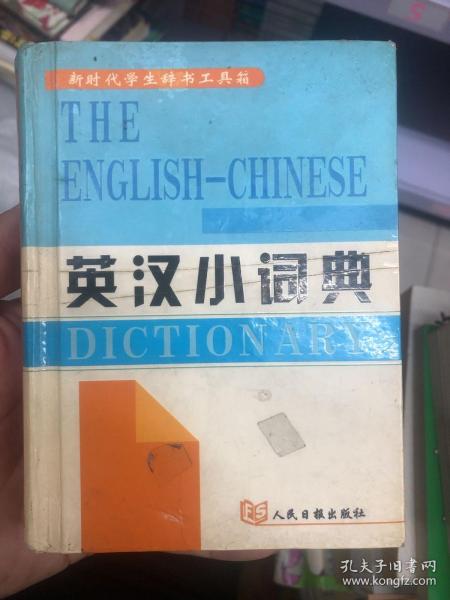 新时代学生辞书工具箱
THE
ENGLISH-CHINESE
英汉小词典
DICTIONARY
人民日报出版社
孔夫子旧书网
www.kongfz.com